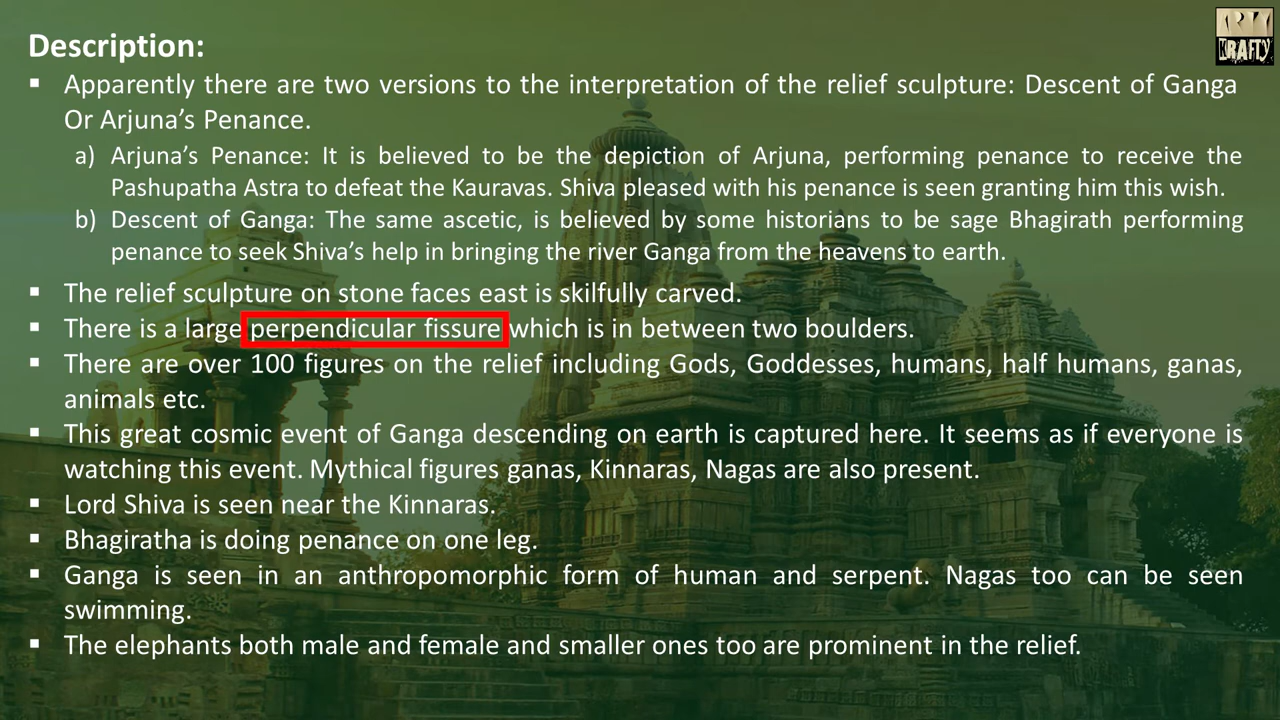 ARTY
KRAFTY
Description:
▪ Apparently there are two versions to the interpretation of the relief sculpture: Descent of Ganga
Or Arjuna’s Penance.
a) Arjuna’s Penance: It is believed to be the depiction of Arjuna, performing penance to receive the
Pashupatha Astra to defeat the Kauravas. Shiva pleased with his penance is seen granting him this wish.
b) Descent of Ganga: The same ascetic, is believed by some historians to be sage Bhagirath performing
penance to seek Shiva’s help in bringing the river Ganga from the heavens to earth.
▪ The relief sculpture on stone faces east is skilfully carved.
▪ There is a large perpendicular fissure which is in between two boulders.
▪ There are over 100 figures on the relief including Gods, Goddesses, humans, half humans, ganas,
animals etc.
▪ This great cosmic event of Ganga descending on earth is captured here. It seems as if everyone is
watching this event. Mythical figures ganas, Kinnaras, Nagas are also present.
▪ Lord Shiva is seen near the Kinnaras.
▪ Bhagiratha is doing penance on one leg.
▪ Ganga is seen in an anthropomorphic form of human and serpent. Nagas too can be seen
swimming.
▪ The elephants both male and female and smaller ones too are prominent in the relief.